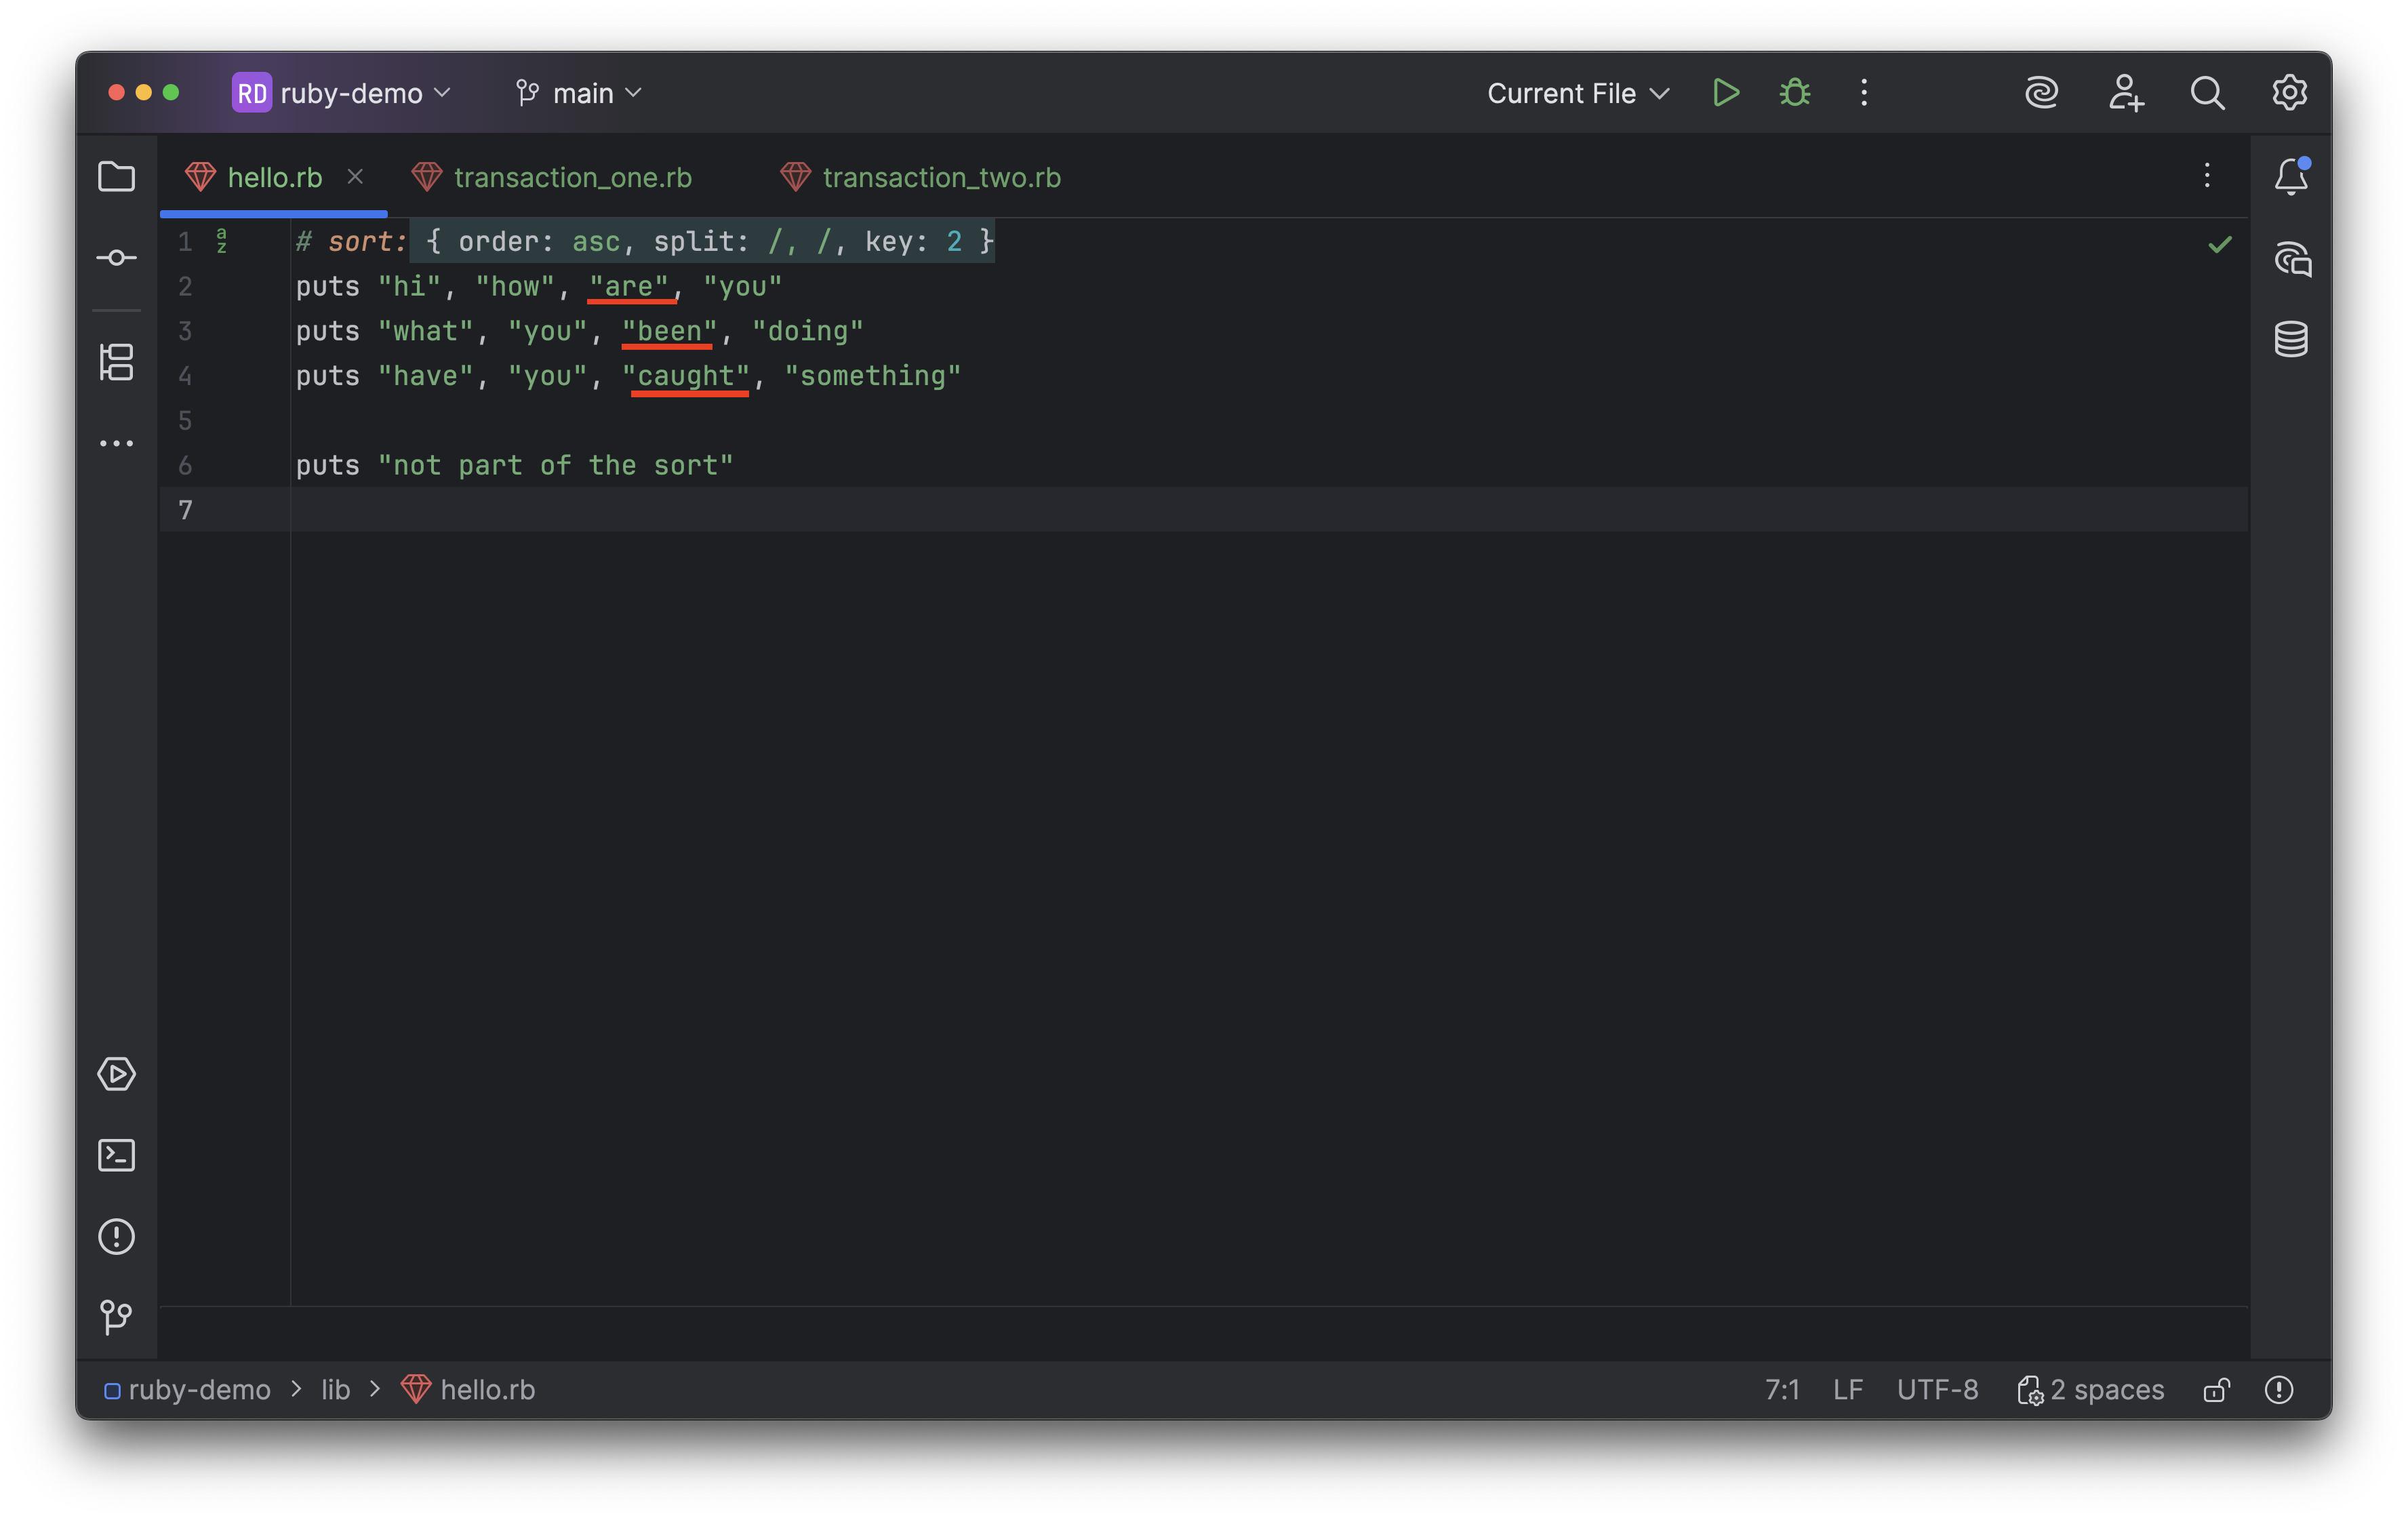 RD ruby-demo main Current File
hello.rb transaction_one.rb transaction_two.rb
1 az # sort: { order: asc, split: /, /, key: 2 }
2 puts "hi", "how", "are", "you"
3 puts "what", "you", "been", "doing"
4 puts "have", "you", "caught", "something"
5
6 puts "not part of the sort"
7
ruby-demo > lib > hello.rb 7:1 LF UTF-8 2 spaces